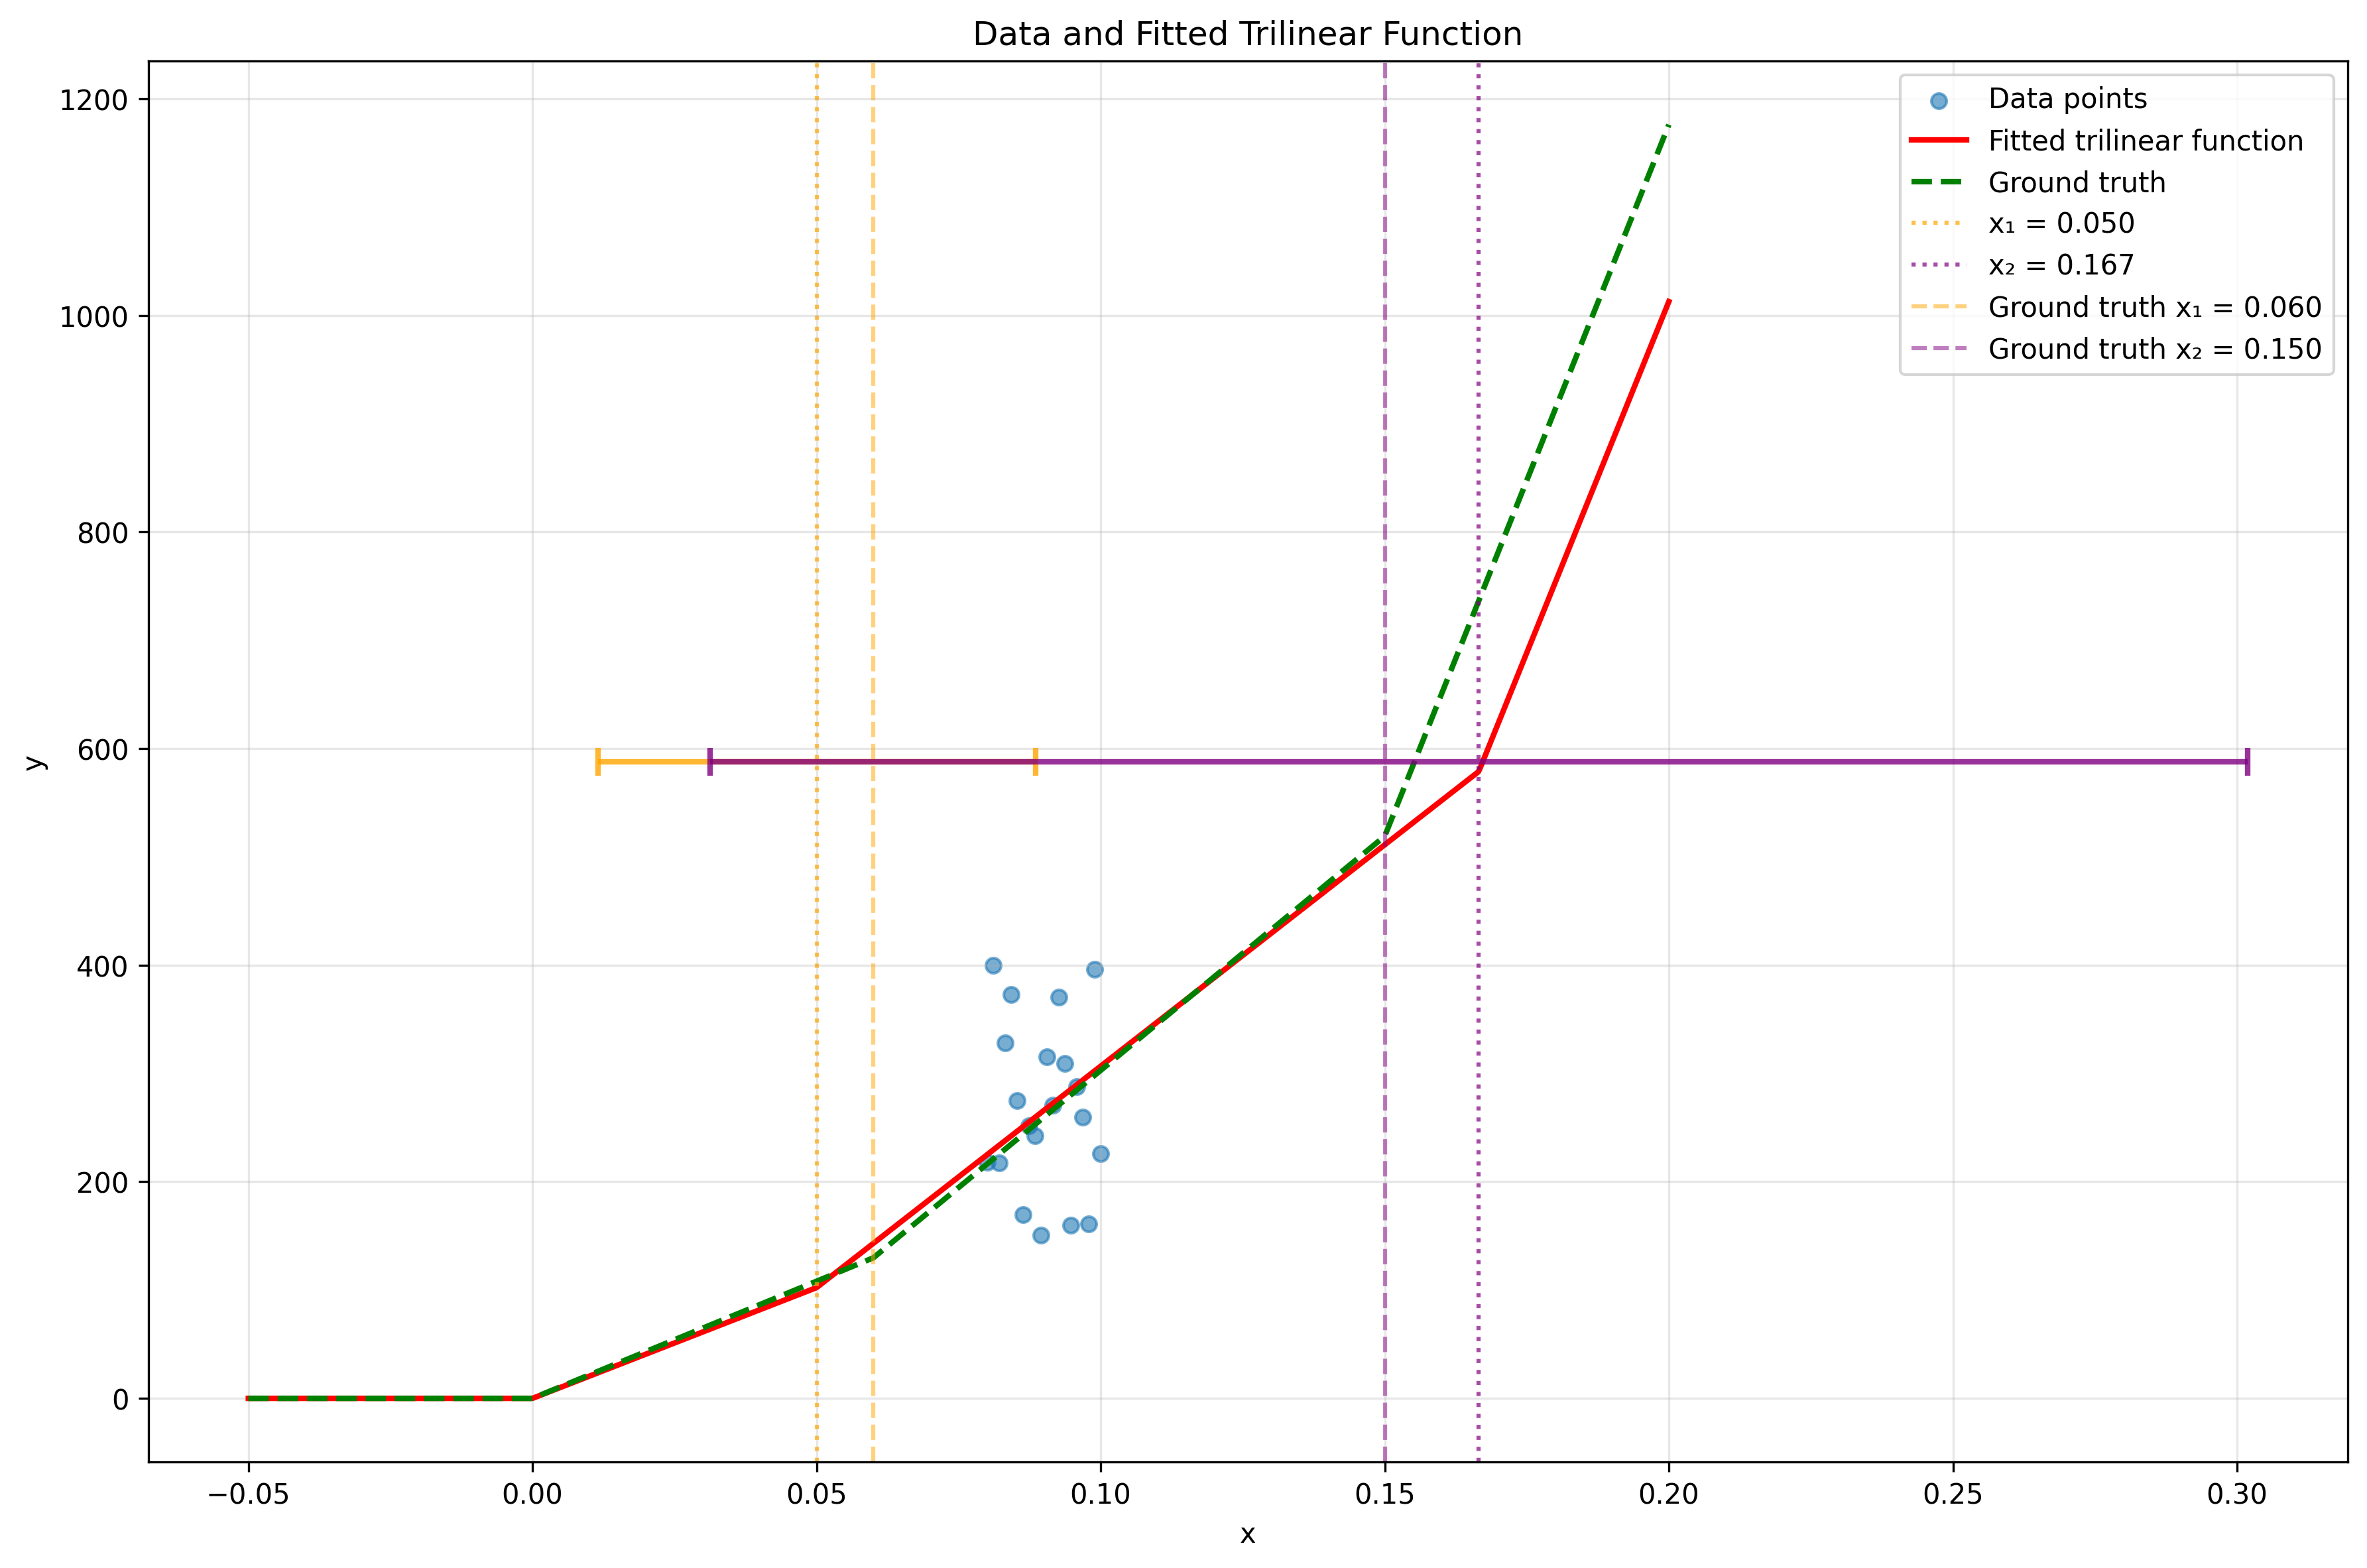 Data and Fitted Trilinear Function
1200
1000
800
600
400
200
0
y
−0.05
0.00
0.05
0.10
0.15
0.20
0.25
0.30
x
Data points
Fitted trilinear function
Ground truth
x₁ = 0.050
x₂ = 0.167
Ground truth x₁ = 0.060
Ground truth x₂ = 0.150